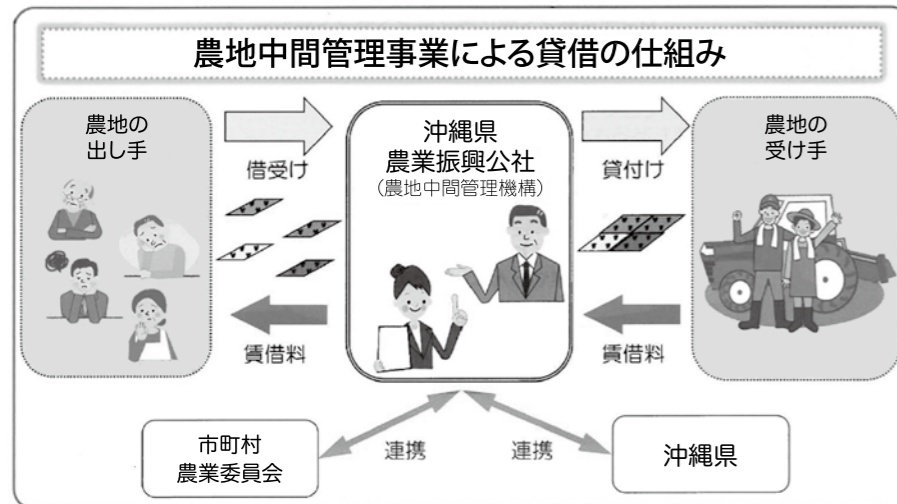 農地中間管理事業による貸借の仕組み
農地の
出し手
借受け
賃借料
沖縄県
農業振興公社
(農地中間管理機構)
貸付け
賃借料
農地の
受け手
市町村
農業委員会
連携
連携
沖縄県